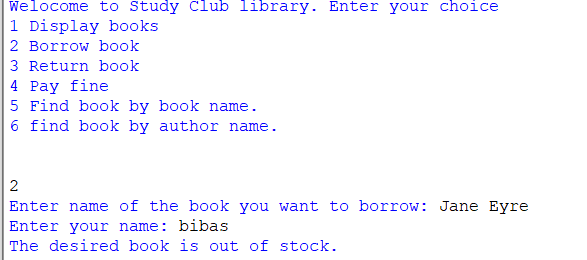 Welocome to Study Club library. Enter your choice
1 Display books
2 Borrow book
3 Return book
4 Pay fine
5 Find book by book name.
6 find book by author name.
2
Enter name of the book you want to borrow: Jane Eyre
Enter your name: bibas
The desired book is out of stock.